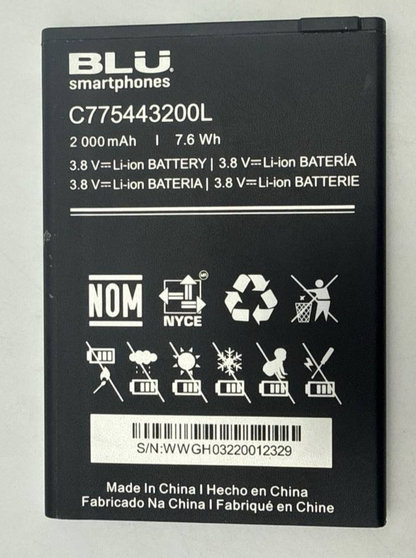 BLU
smartphones
C775443200L
2 000mAh I 7.6 Wh
3.8 V⎓Li-ion BATTERY | 3.8 V⎓Li-ion BATERÍA
3.8 V⎓Li-ion BATERIA | 3.8 V⎓Li-ion BATTERIE
NOM
NYCE
S/N:WWGH03220012329
Made In China I Hecho en China
Fabricado Na China I Fabriqué en Chine